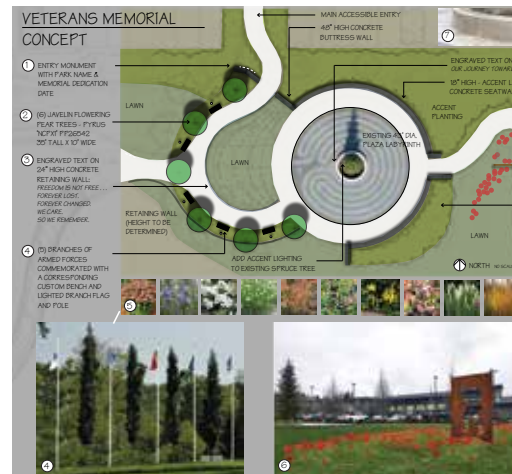 VETERANS MEMORIAL
CONCEPT
1 ENTRY MONUMENT
WITH PARK NAME &
MEMORIAL DEDICATION
DATE
2 (6) JAVELIN FLOWERING
PEAR TREES - PYRUS
'NCPX1' PP26542
35' TALL X 10' WIDE
3 ENGRAVED TEXT ON
24" HIGH CONCRETE
RETAINING WALL:
FREEDOM IS NOT FREE . . .
FOREVER LOST.
FOREVER CHANGED
WE CARE.
SO WE REMEMBER.
4 (5) BRANCHES OF
ARMED FORCES
COMMEMORATED WITH
A CORRESPONDING
CUSTOM BENCH AND
LIGHTED BRANCH FLAG
AND POLE
MAIN ACCESSIBLE ENTRY
48" HIGH CONCRETE
BUTTRESS WALL
7
ENGRAVED TEXT ON
OUR JOURNEY TOWARD
18" HIGH - ACCENT L
CONCRETE SEATWA
ACCENT
PLANTING
LAWN
LAWN
EXISTING 43' DIA.
PLAZA LABYRINTH
RETAINING WALL
(HEIGHT TO BE
DETERMINED)
ADD ACCENT LIGHTING
TO EXISTING SPRUCE TREE
LAWN
NORTH
5
4
6